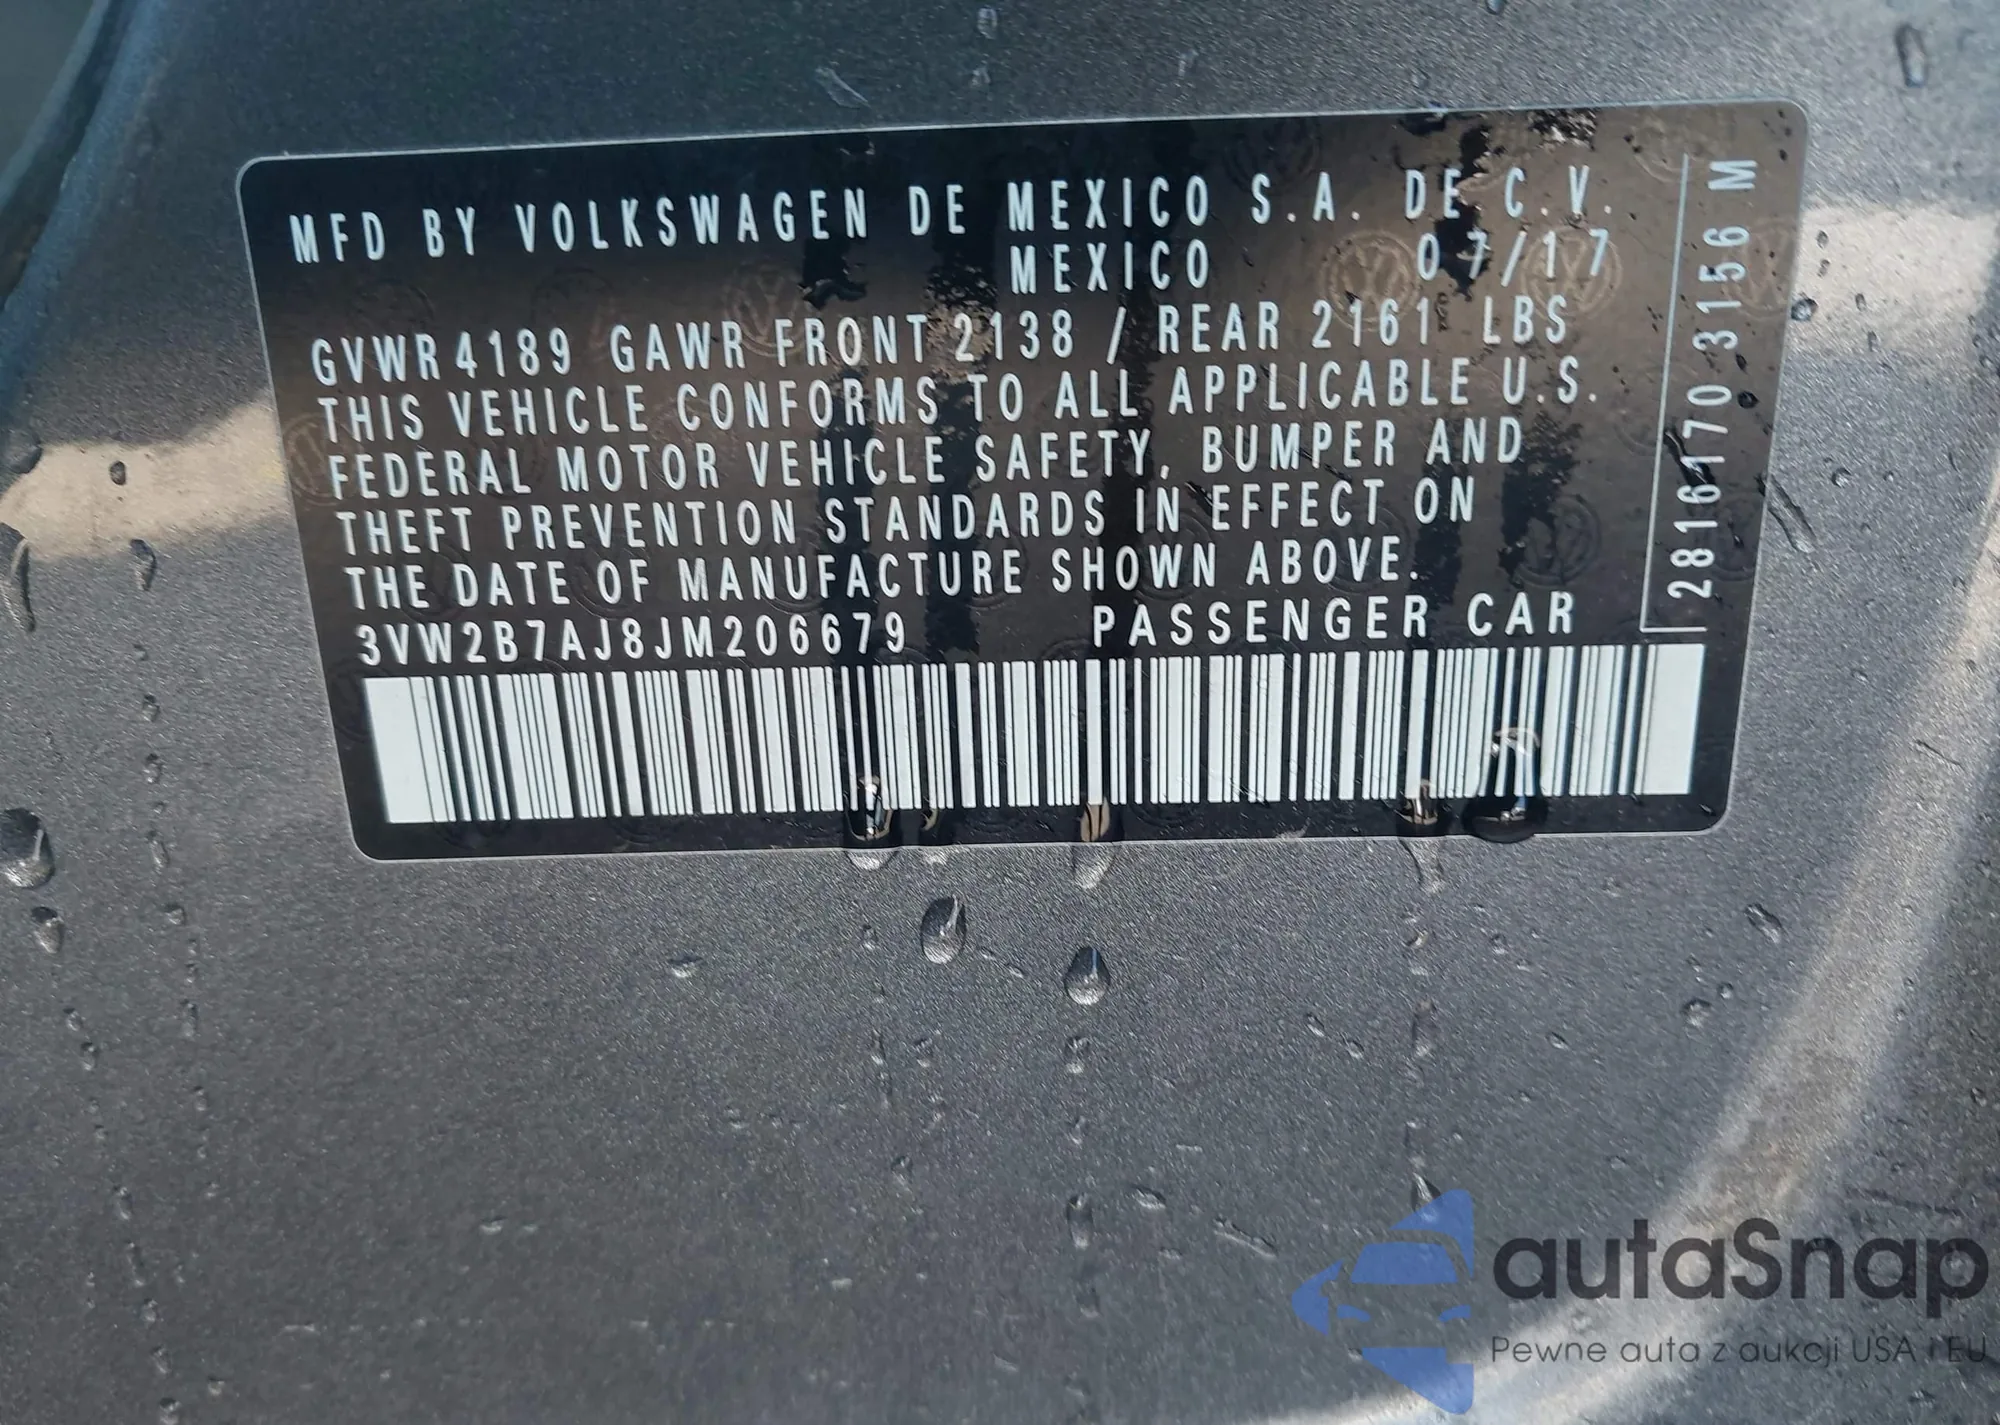 MFD BY VOLKSWAGEN DE MEXICO S.A. DE C.V.
MEXICO 07/17
GVWR 4189 GAWR FRONT 2138 / REAR 2161 LBS
THIS VEHICLE CONFORMS TO ALL APPLICABLE U.S.
FEDERAL MOTOR VEHICLE SAFETY, BUMPER AND
THEFT PREVENTION STANDARDS IN EFFECT ON
THE DATE OF MANUFACTURE SHOWN ABOVE.
3VW2B7AJ8JM206679 PASSENGER CAR
2816170 3156 M
autaSnap
Pewne auta z aukcji USA i EU